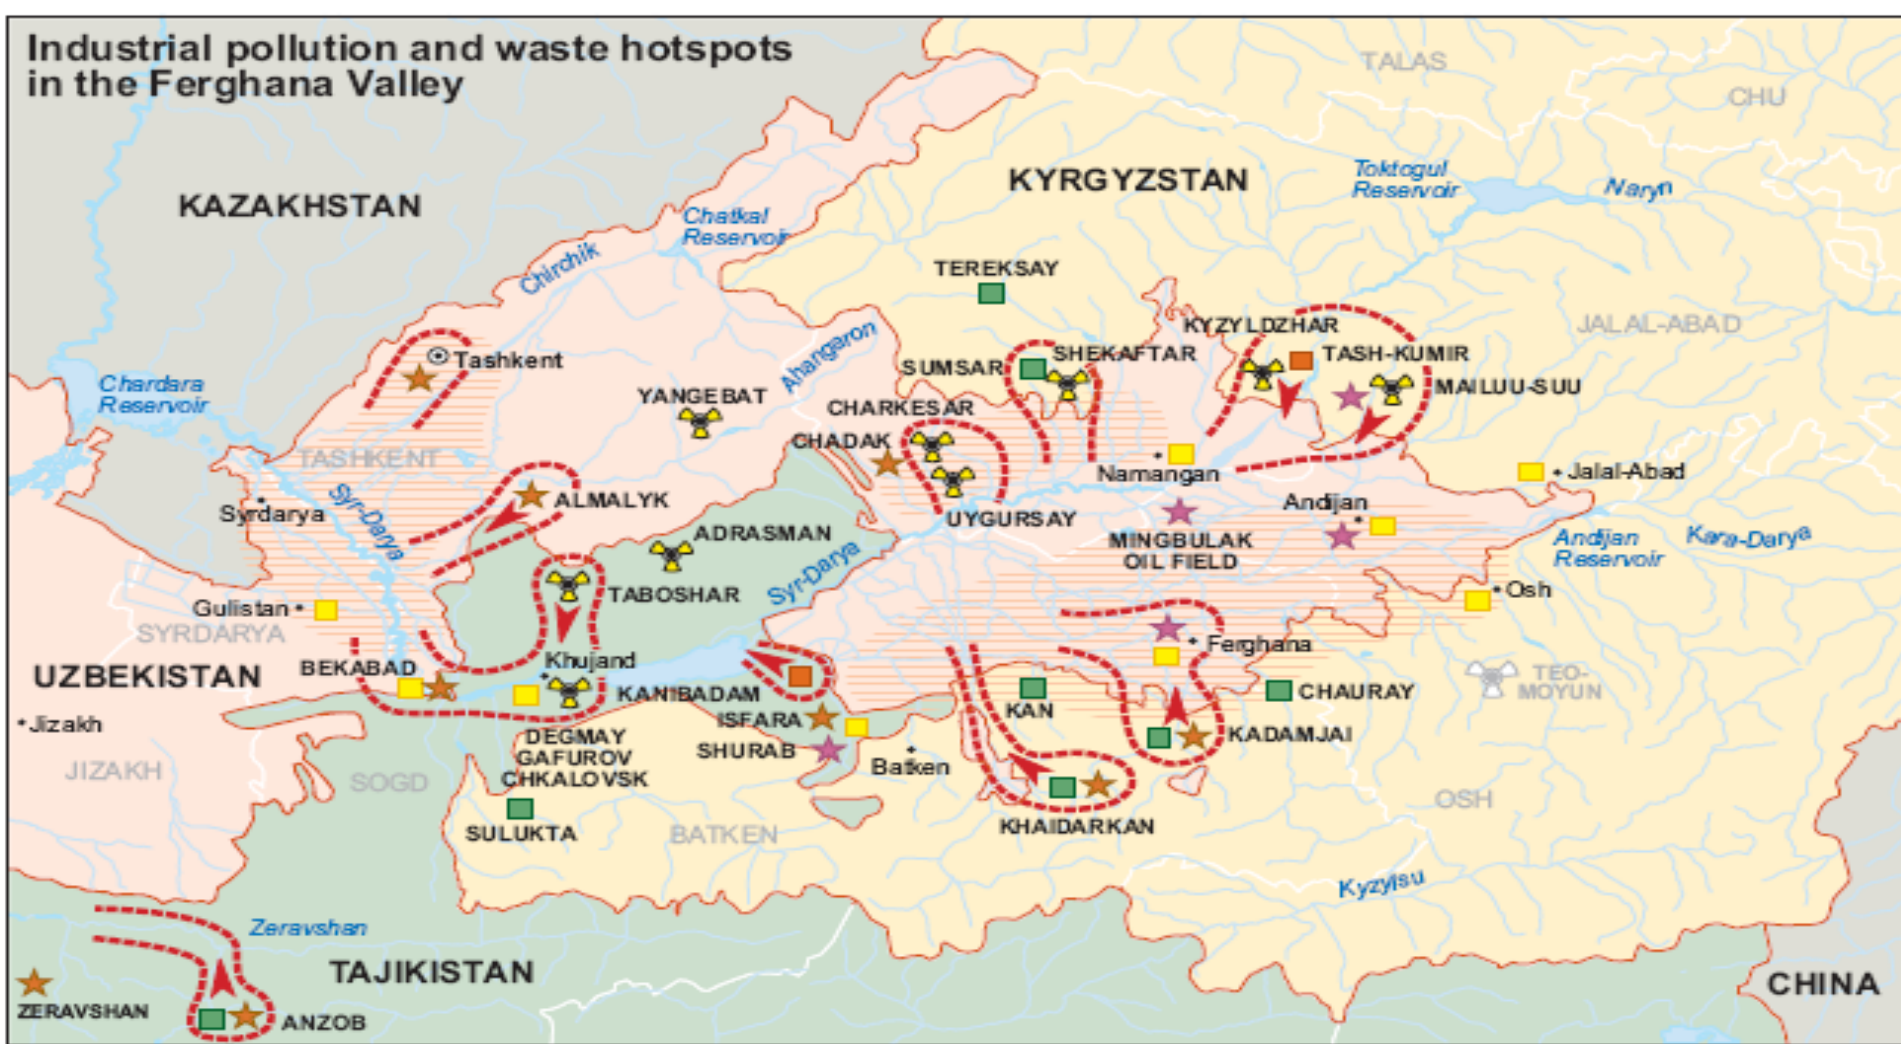 Industrial pollution and waste hotspots
in the Ferghana Valley
TALAS
CHU
KAZAKHSTAN
KYRGYZSTAN
Toktogul
Reservoir
Naryn
Chatkal
Reservoir
Chirchik
TEREKSAY
Ahangaron
KYZYLDZHAR
JALAL-ABAD
Tashkent
SUMSAR
SHEKAFTAR
TASH-KUMIR
MAILUU-SUU
Chardara
Reservoir
YANGEBAT
CHARKESAR
CHADAK
TASHKENT
Namangan
Jalal-Abad
Syrdarya
Syr-Darya
ALMALYK
UYGURSAY
Andijan
ADRASMAN
MINGBULAK
OIL FIELD
Andijan
Reservoir
Kara-Darya
Syr-Darya
TABOSHAR
Gulistan
SYRDARYA
Osh
Ferghana
UZBEKISTAN
BEKABAD
Khujand
KANIBADAM
TEO-
MOYUN
CHAURAY
KAN
ISFARA
Jizakh
DEGMAY
GAFUROV
CHKALOVSK
SHURAB
KADAMJAI
JIZAKH
SOGD
Batken
OSH
SULUKTA
BATKEN
KHAIDARKAN
Kyzylsu
Zeravshan
TAJIKISTAN
CHINA
ZERAVSHAN
ANZOB